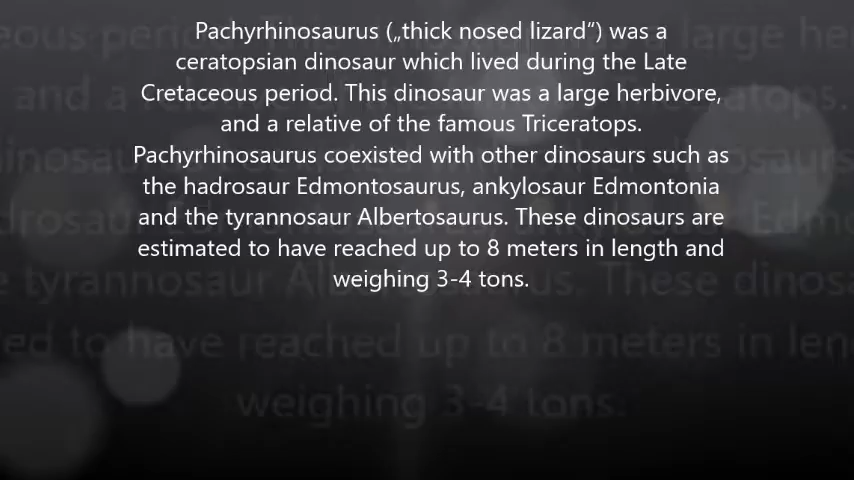 Pachyrhinosaurus („thick nosed lizard“) was a
ceratopsian dinosaur which lived during the Late
Cretaceous period. This dinosaur was a large herbivore,
and a relative of the famous Triceratops.
Pachyrhinosaurus coexisted with other dinosaurs such as
the hadrosaur Edmontosaurus, ankylosaur Edmontonia
and the tyrannosaur Albertosaurus. These dinosaurs are
estimated to have reached up to 8 meters in length and
weighing 3-4 tons.